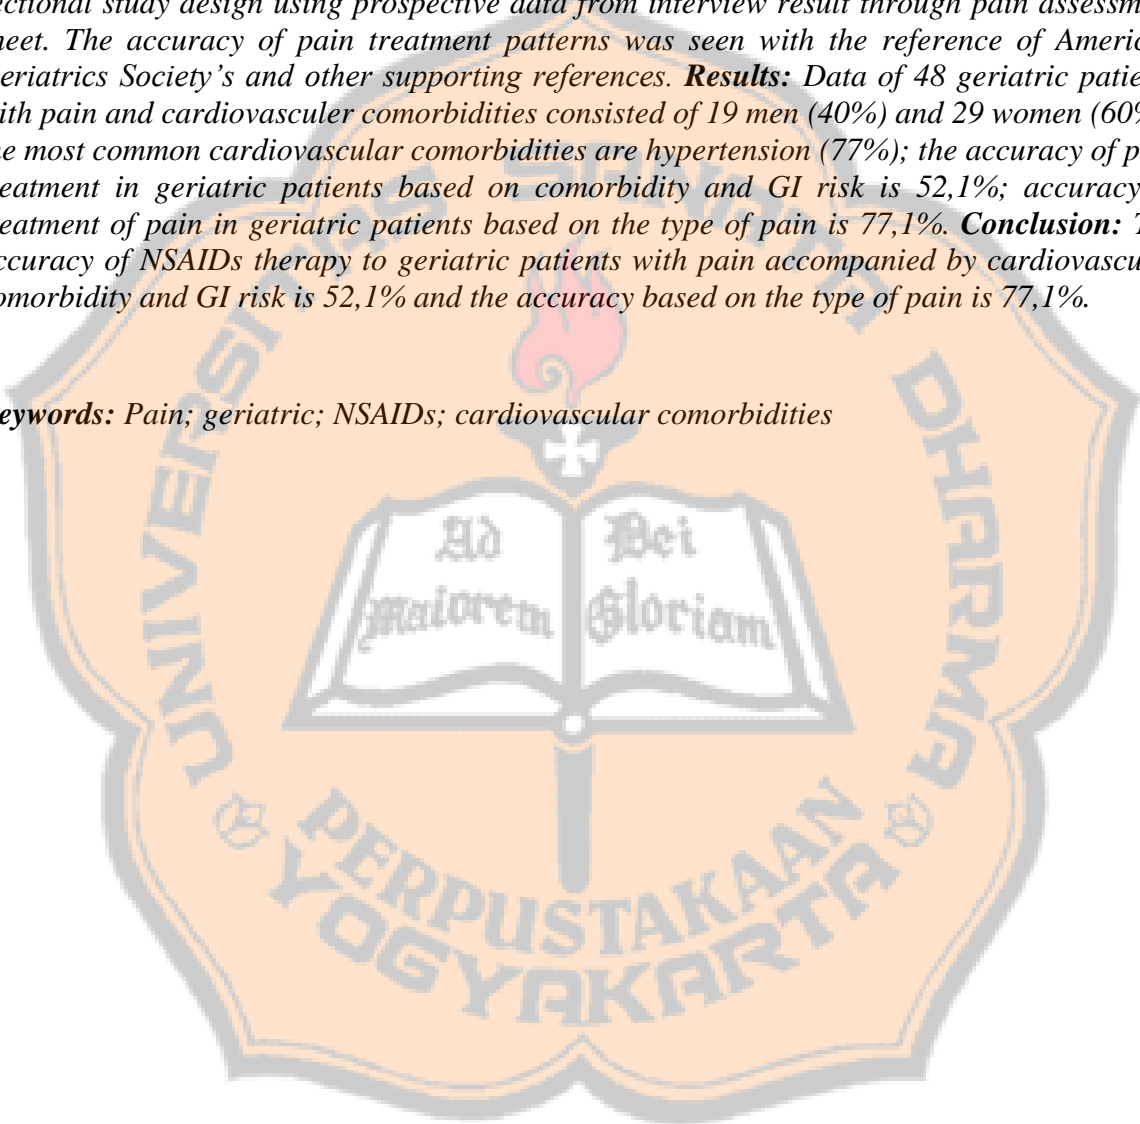 ectional study design using prospective data from interview result through pain assessm
heet. The accuracy of pain treatment patterns was seen with the reference of Americ
eriatrics Society’s and other supporting references. Results: Data of 48 geriatric patie
ith pain and cardiovasculer comorbidities consisted of 19 men (40%) and 29 women (60%
he most common cardiovascular comorbidities are hypertension (77%); the accuracy of p
reatment in geriatric patients based on comorbidity and GI risk is 52,1%; accuracy
reatment of pain in geriatric patients based on the type of pain is 77,1%. Conclusion: T
ccuracy of NSAIDs therapy to geriatric patients with pain accompanied by cardiovascu
omorbidity and GI risk is 52,1% and the accuracy based on the type of pain is 77,1%.
eywords: Pain; geriatric; NSAIDs; cardiovascular comorbidities
UNIVERSITAS SANATA DHARMA
Ad Dei
maiorem Gloriam
PERPUSTAKAAN
YOGYAKARTA